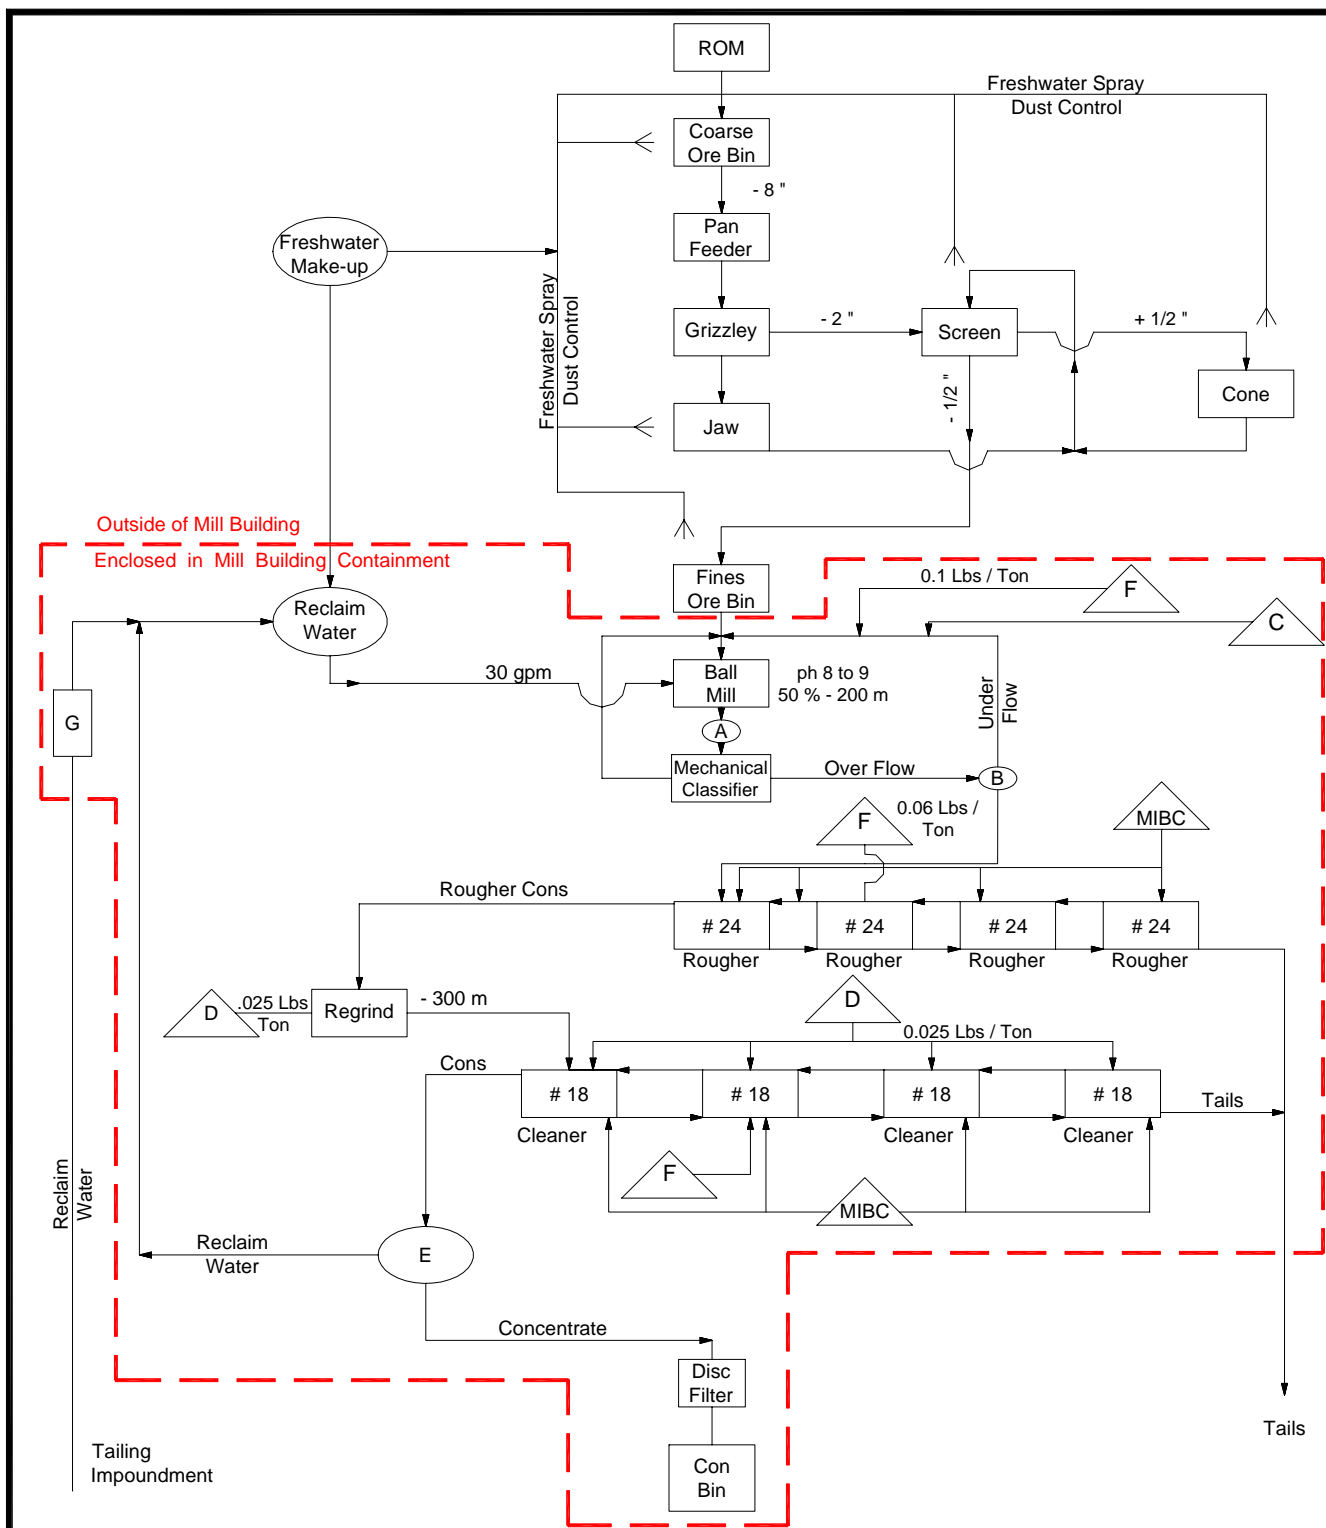 ROM
Freshwater Spray
Dust Control
Coarse
Ore Bin
- 8 "
Freshwater
Make-up
Pan
Feeder
Freshwater Spray
Dust Control
Grizzley
- 2 "
Screen
+ 1/2 "
- 1/2 "
Cone
Jaw
Outside of Mill Building
Enclosed in Mill Building Containment
Fines
Ore Bin
0.1 Lbs / Ton
F
C
Reclaim
Water
30 gpm
Ball
Mill
ph 8 to 9
50 % - 200 m
Under
Flow
G
A
Mechanical
Classifier
Over Flow
B
F
0.06 Lbs /
Ton
MIBC
Rougher Cons
# 24
# 24
# 24
# 24
Rougher
Rougher
Rougher
Rougher
D
.025 Lbs
Ton
Regrind
- 300 m
D
0.025 Lbs / Ton
Cons
# 18
# 18
# 18
# 18
Tails
Cleaner
Cleaner
Cleaner
F
MIBC
Reclaim
Water
Reclaim
Water
E
Concentrate
Disc
Filter
Tails
Tailing
Impoundment
Con
Bin